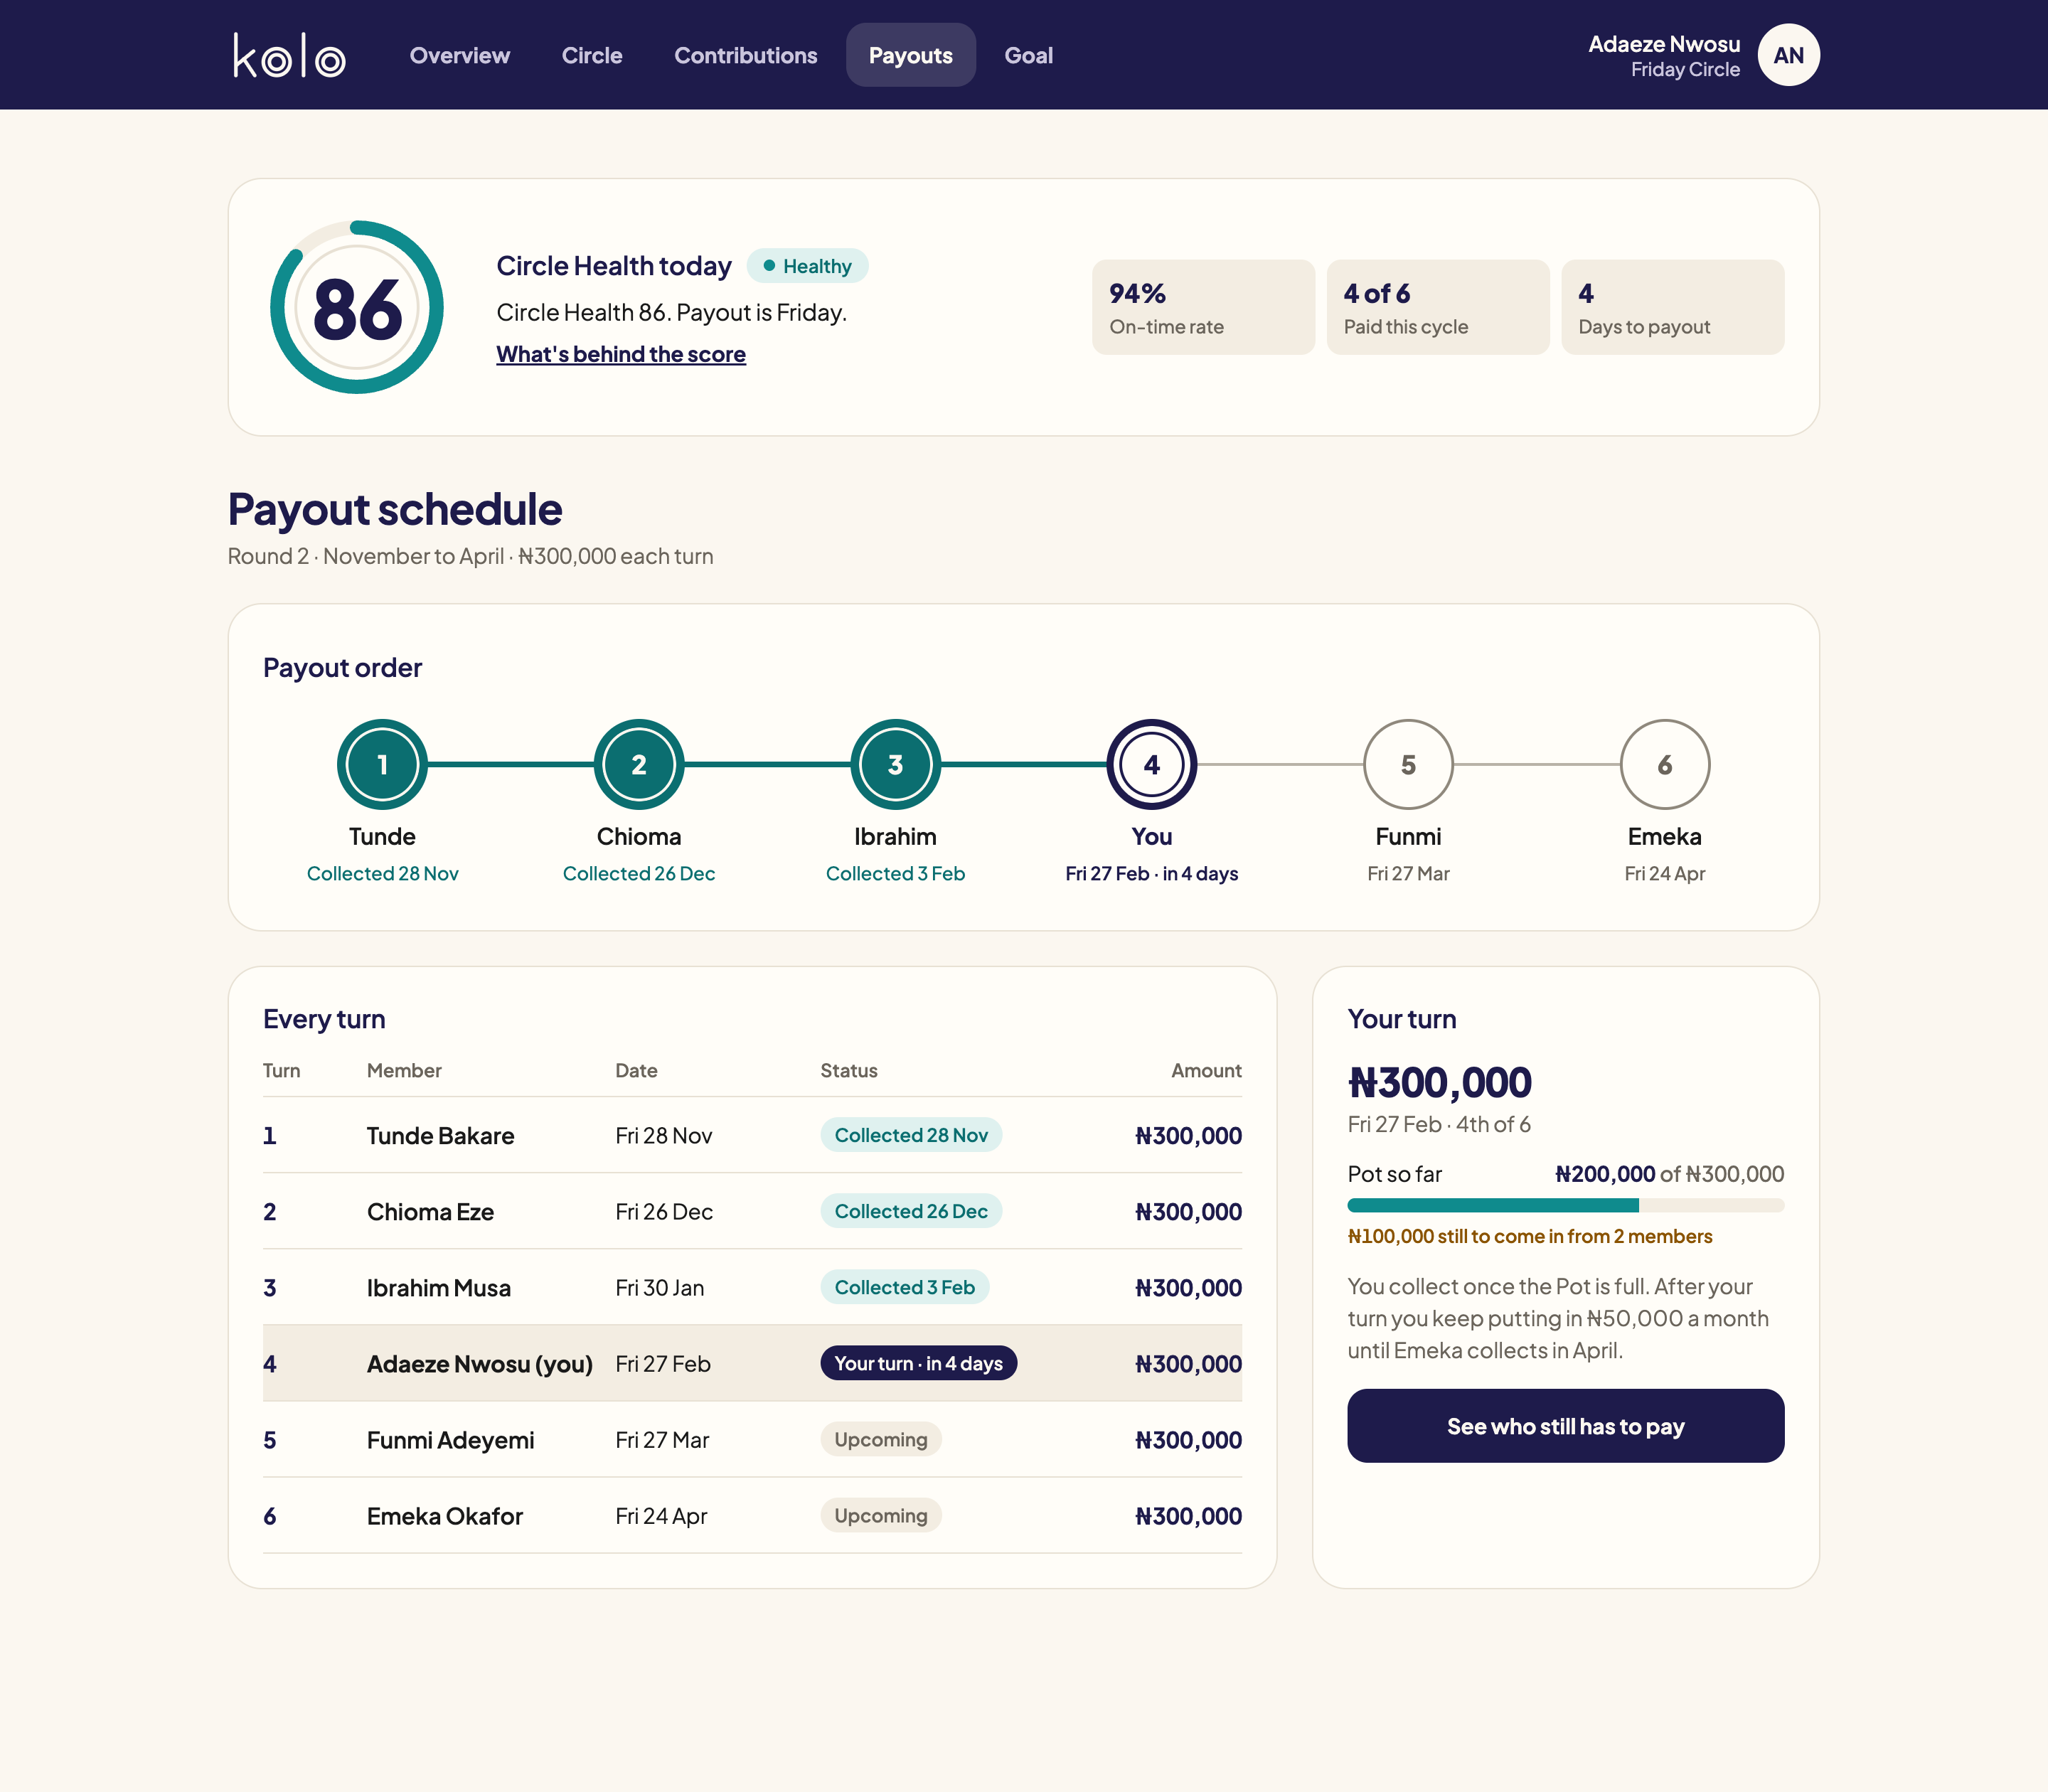 kolo
Overview
Circle
Contributions
Payouts
Goal
Adaeze Nwosu
Friday Circle
AN
86
Circle Health today
Healthy
Circle Health 86. Payout is Friday.
What's behind the score
94%
On-time rate
4 of 6
Paid this cycle
4
Days to payout
Payout schedule
Round 2 · November to April · ₦300,000 each turn
Payout order
1
Tunde
Collected 28 Nov
2
Chioma
Collected 26 Dec
3
Ibrahim
Collected 3 Feb
4
You
Fri 27 Feb · in 4 days
5
Funmi
Fri 27 Mar
6
Emeka
Fri 24 Apr
Every turn
Turn Member Date Status Amount
1 Tunde Bakare Fri 28 Nov Collected 28 Nov ₦300,000
2 Chioma Eze Fri 26 Dec Collected 26 Dec ₦300,000
3 Ibrahim Musa Fri 30 Jan Collected 3 Feb ₦300,000
4 Adaeze Nwosu (you) Fri 27 Feb Your turn · in 4 days ₦300,000
5 Funmi Adeyemi Fri 27 Mar Upcoming ₦300,000
6 Emeka Okafor Fri 24 Apr Upcoming ₦300,000
Your turn
₦300,000
Fri 27 Feb · 4th of 6
Pot so far ₦200,000 of ₦300,000
₦100,000 still to come in from 2 members
You collect once the Pot is full. After your
turn you keep putting in ₦50,000 a month
until Emeka collects in April.
See who still has to pay